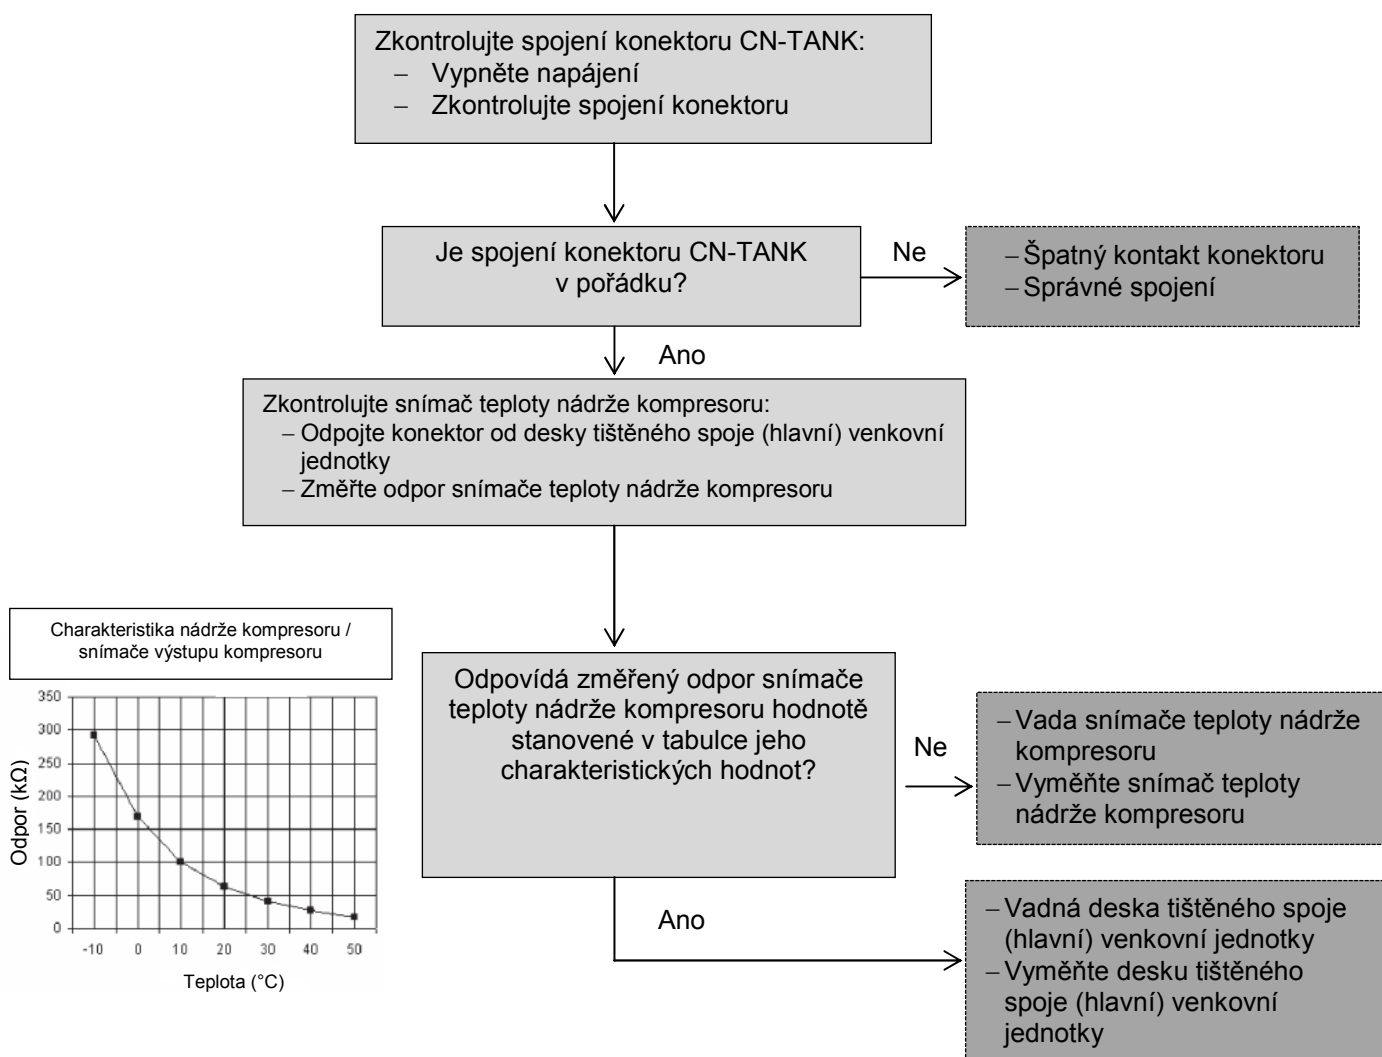 Zkontrolujte spojení konektoru CN-TANK:
– Vypněte napájení
– Zkontrolujte spojení konektoru
Je spojení konektoru CN-TANK
v pořádku?
Ne
– Špatný kontakt konektoru
– Správné spojení
Ano
Zkontrolujte snímač teploty nádrže kompresoru:
– Odpojte konektor od desky tištěného spoje (hlavní) venkovní
jednotky
– Změřte odpor snímače teploty nádrže kompresoru
Charakteristika nádrže kompresoru /
snímače výstupu kompresoru
350
300
250
200
150
100
50
0
Odpor (kΩ)
-10 0 10 20 30 40 50
Teplota (°C)
Odpovídá změřený odpor snímače
teploty nádrže kompresoru hodnotě
stanovené v tabulce jeho
charakteristických hodnot?
Ne
– Vada snímače teploty nádrže
kompresoru
– Vyměňte snímač teploty
nádrže kompresoru
Ano
– Vadná deska tištěného spoje
(hlavní) venkovní jednotky
– Vyměňte desku tištěného
spoje (hlavní) venkovní
jednotky